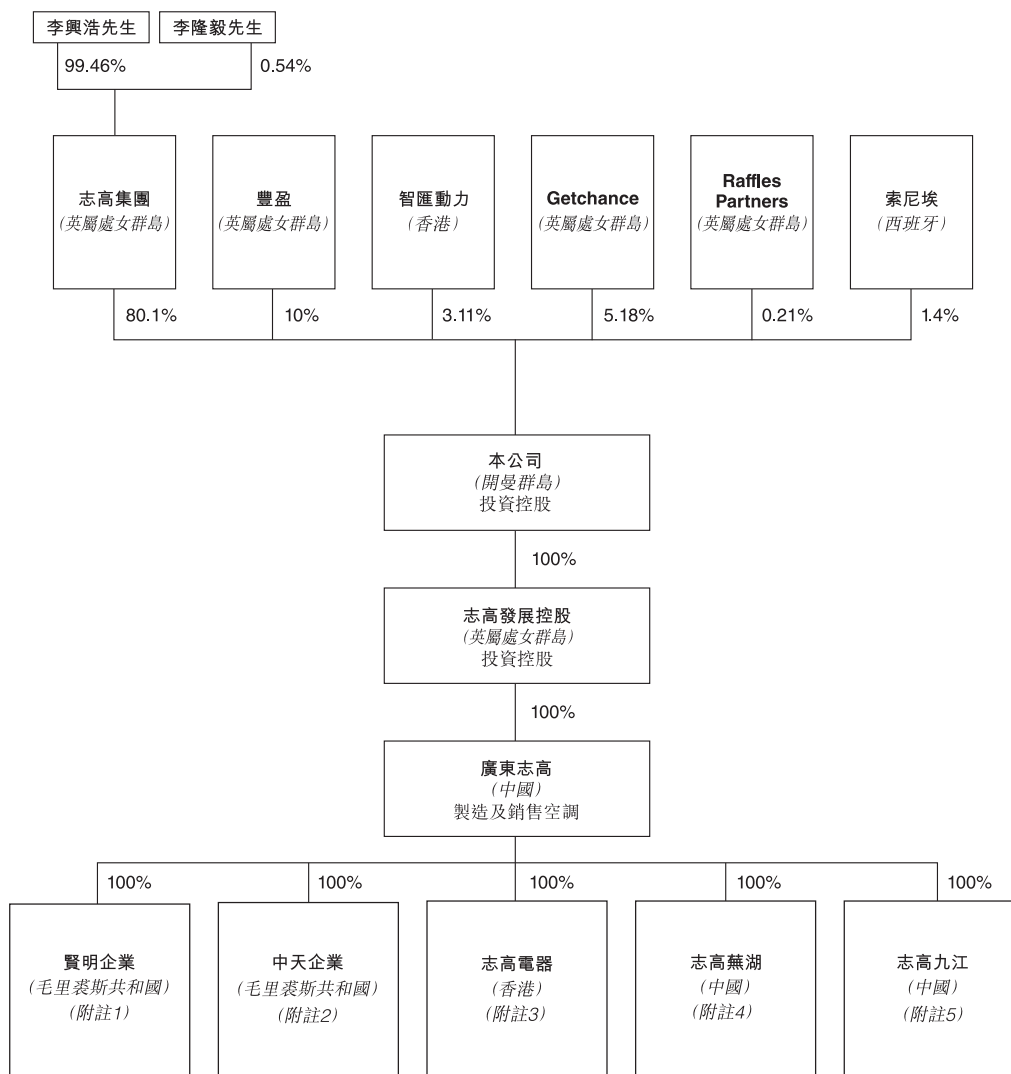 李興浩先生
李隆毅先生
99.46%
0.54%
志高集團
(英屬處女群島)
豐盈
(英屬處女群島)
智匯動力
(香港)
Getchance
(英屬處女群島)
Raffles
Partners
(英屬處女群島)
索尼埃
(西班牙)
80.1%
10%
3.11%
5.18%
0.21%
1.4%
本公司
(開曼群島)
投資控股
100%
志高發展控股
(英屬處女群島)
投資控股
100%
廣東志高
(中國)
製造及銷售空調
100%
100%
100%
100%
100%
賢明企業
(毛里裘斯共和國)
(附註1)
中天企業
(毛里裘斯共和國)
(附註2)
志高電器
(香港)
(附註3)
志高蕪湖
(中國)
(附註4)
志高九江
(中國)
(附註5)